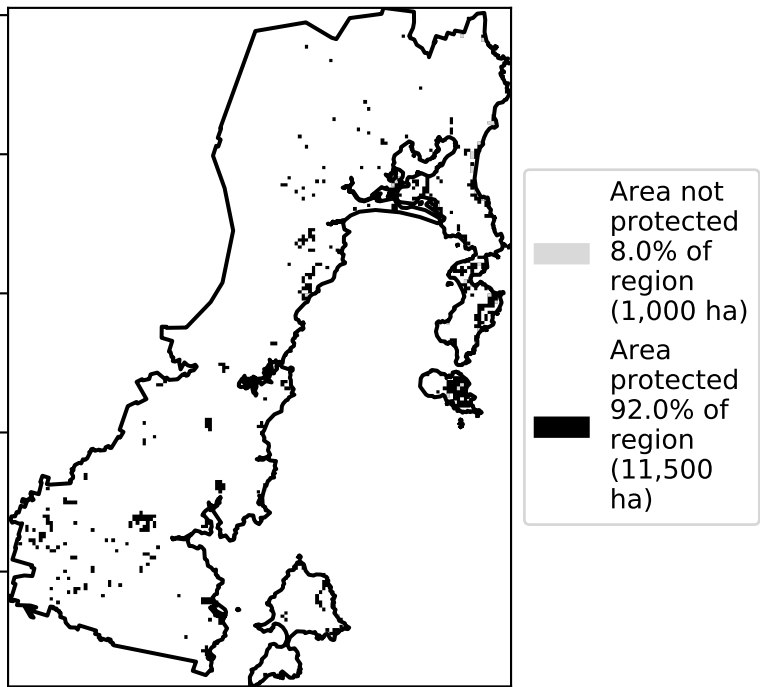 Area not
protected
8.0% of
region
(1,000 ha)
Area
protected
92.0% of
region
(11,500
ha)